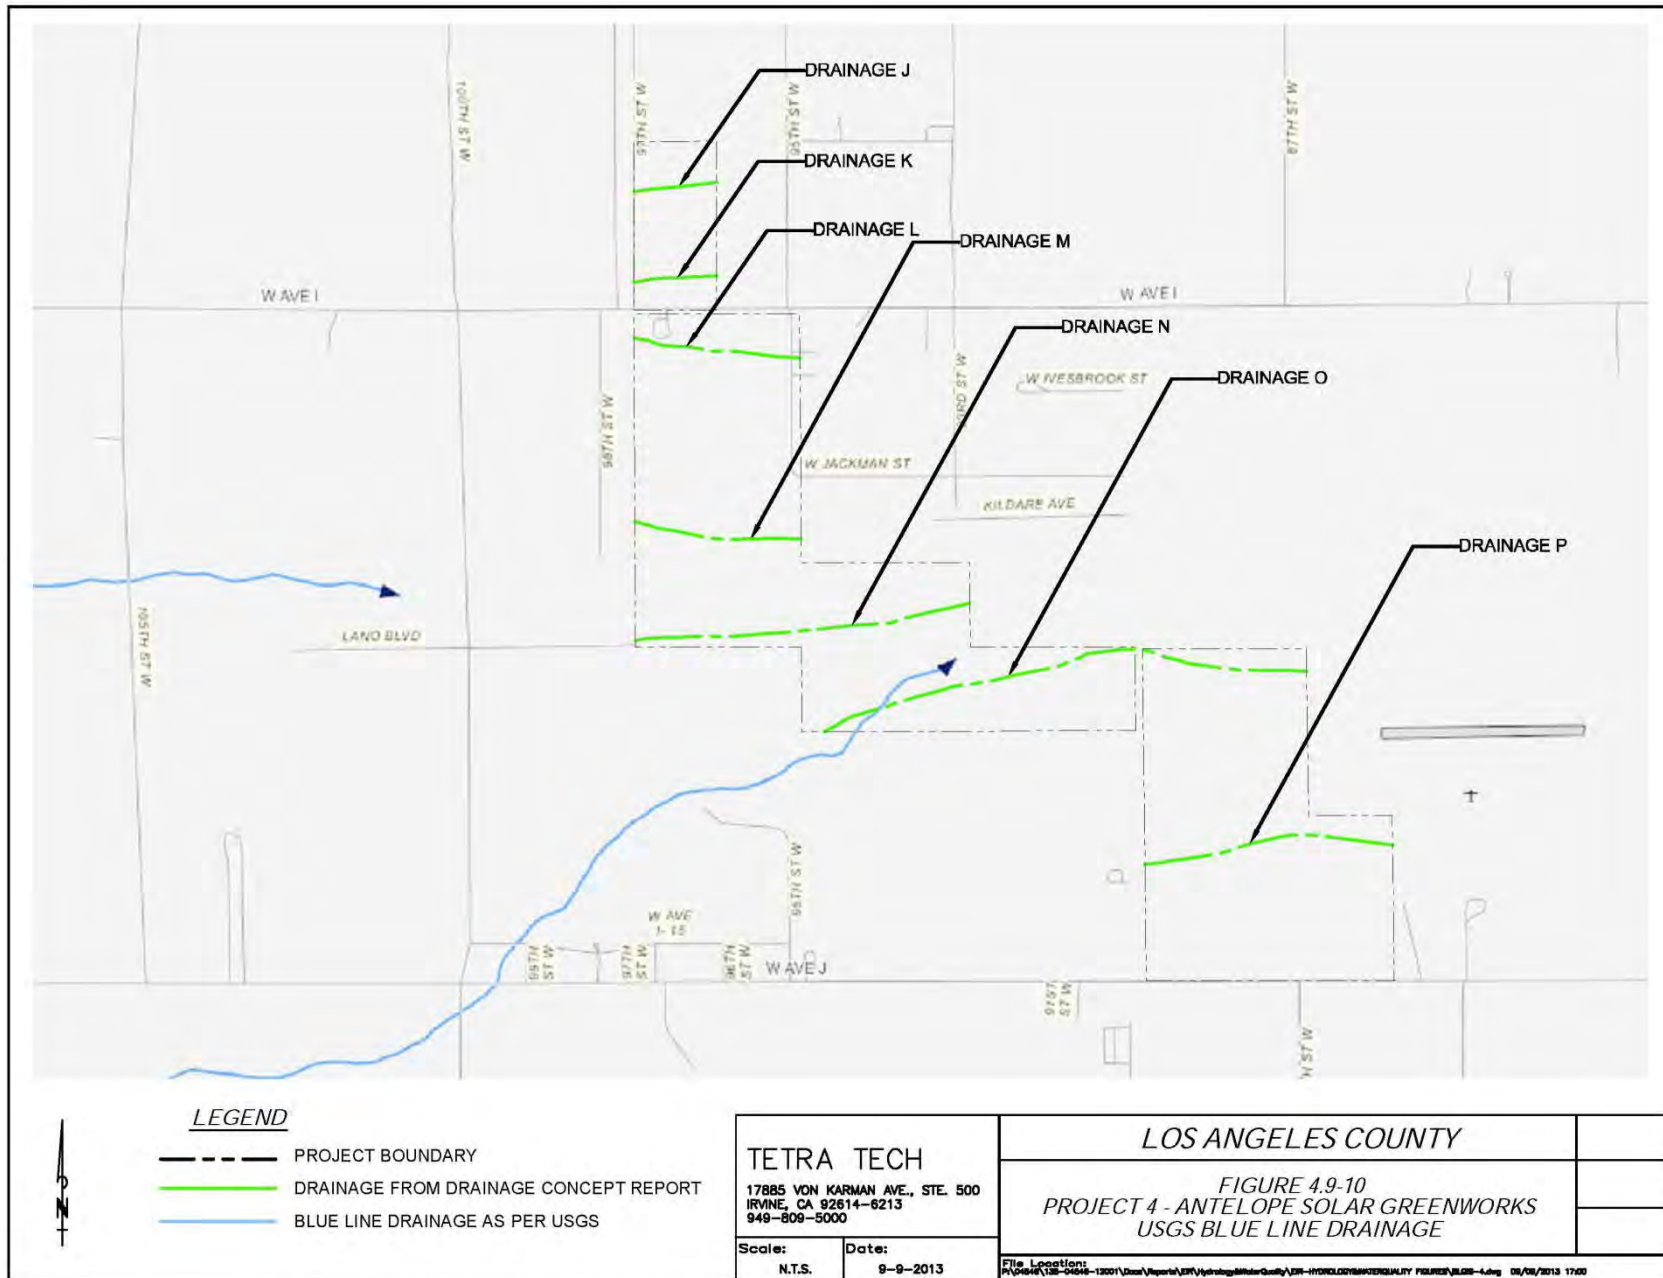 DRAINAGE J
100TH ST W
97TH ST W
95TH ST W
87TH ST W
DRAINAGE K
DRAINAGE L
DRAINAGE M
W AVE I
W AVE I
DRAINAGE N
DRAINAGE O
W IVESBROOK ST
98TH ST W
W JACKMAN ST
KILDARE AVE
DRAINAGE P
105TH ST W
LANO BLVD
95TH ST W
W AVE
99TH
ST W
97TH
ST W
96TH
ST W
W AVE J
91ST
ST W
LEGEND
PROJECT BOUNDARY
DRAINAGE FROM DRAINAGE CONCEPT REPORT
BLUE LINE DRAINAGE AS PER USGS
N
TETRA TECH
17885 VON KARMAN AVE., STE. 500
IRVINE, CA 92614-6213
949-809-5000
Scale:
N.T.S.
Date:
9-9-2013
LOS ANGELES COUNTY
FIGURE 4.9-10
PROJECT 4 - ANTELOPE SOLAR GREENWORKS
USGS BLUE LINE DRAINAGE
File Location: